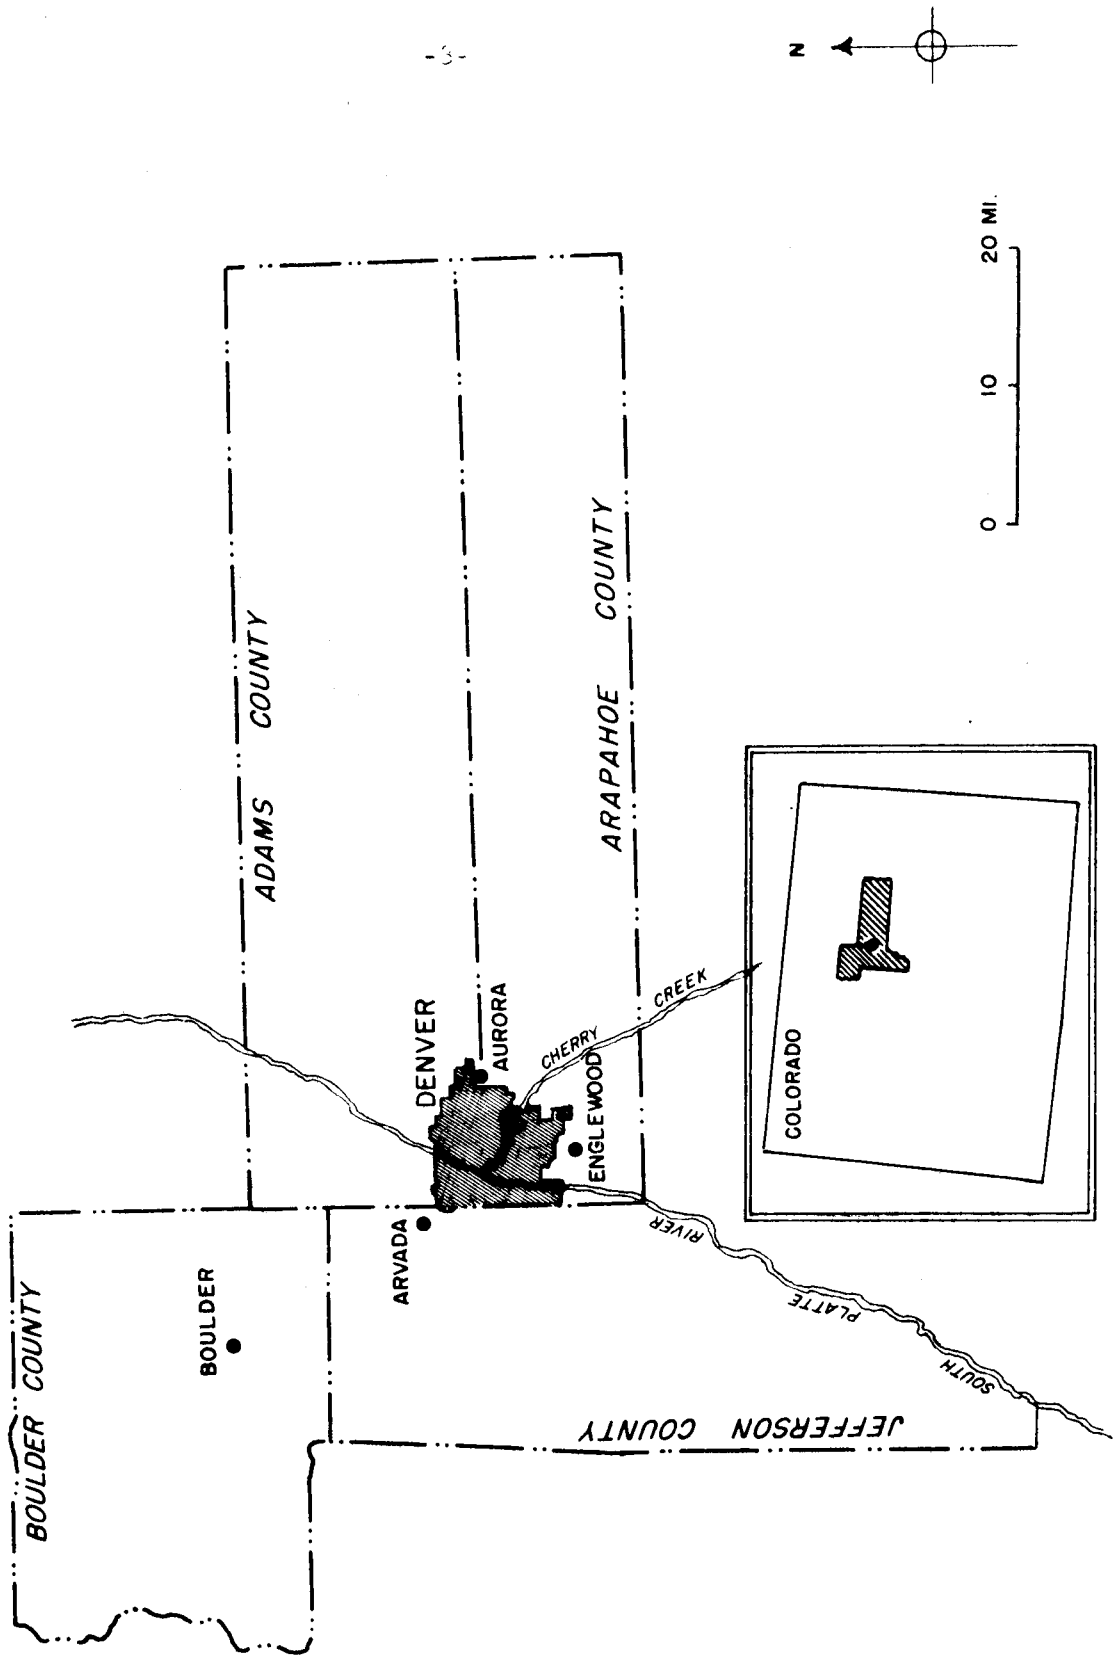 -3-
N
BOULDER COUNTY
BOULDER
ADAMS COUNTY
DENVER
ARVADA
AURORA
ENGLEWOOD
CHERRY CREEK
ARAPAHOE COUNTY
JEFFERSON COUNTY
SOUTH PLATTE RIVER
COLORADO
0 10 20 MI.